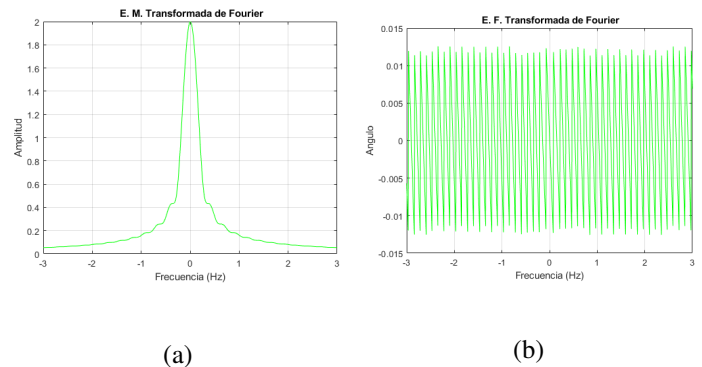 E. M. Transformada de Fourier
Amplitud
2
1.8
1.6
1.4
1.2
1
0.8
0.6
0.4
0.2
0
-3 -2 -1 0 1 2 3
Frecuencia (Hz)
(a)
E. F. Transformada de Fourier
Angulo
0.015
0.01
0.005
0
-0.005
-0.01
-0.015
-3 -2 -1 0 1 2 3
Frecuencia (Hz)
(b)